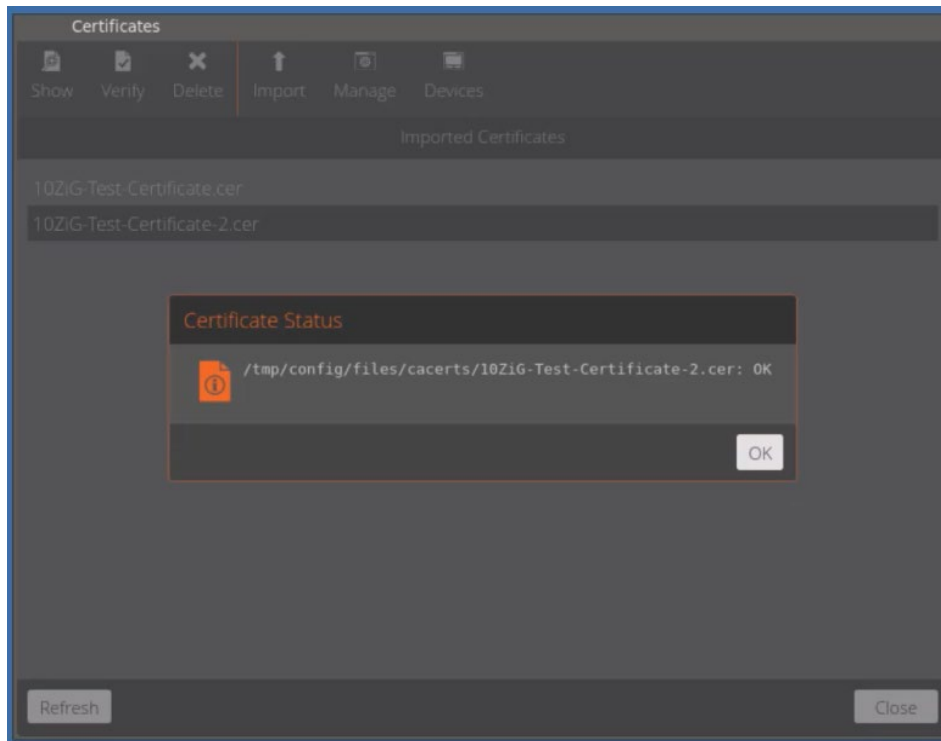 Certificates
Show Verify Delete Import Manage Devices
Imported Certificates
10ZiG-Test-Certificate.cer
10ZiG-Test-Certificate-2.cer
Certificate Status
/tmp/config/files/cacerts/10ZiG-Test-Certificate-2.cer: OK
OK
Refresh Close